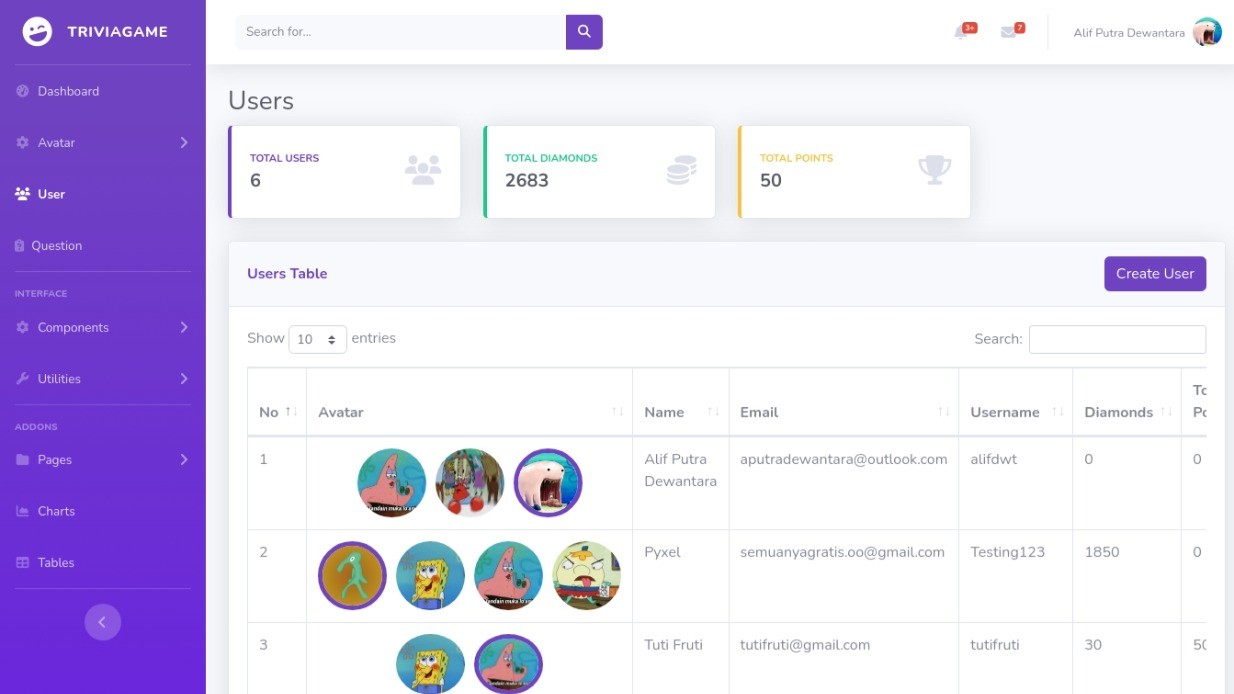 TRIVIAGAME
Search for...
3+
7
Alif Putra Dewantara
Dashboard
Avatar
User
Question
INTERFACE
Components
Utilities
ADDONS
Pages
Charts
Tables
Users
TOTAL USERS
6
TOTAL DIAMONDS
2683
TOTAL POINTS
50
Users Table
Create User
Show 10 entries
Search:
No Avatar Name Email Username Diamonds
1 Alif Putra Dewantara aputradewantara@outlook.com alifdwt 0 0
2 Pyxel semuanyagratis.oo@gmail.com Testing123 1850 0
3 Tuti Fruti tutifruti@gmail.com tutifruti 30